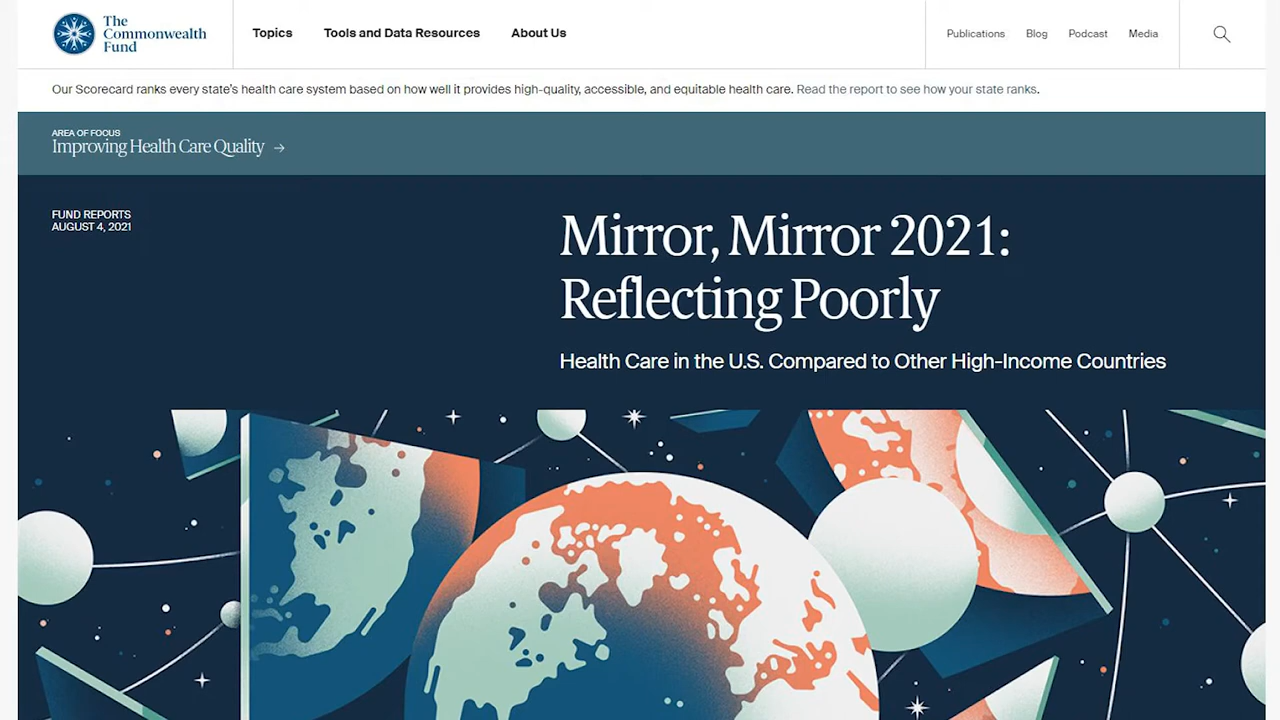 The
Commonwealth
Fund
Topics
Tools and Data Resources
About Us
Publications
Blog
Podcast
Media
Our Scorecard ranks every state's health care system based on how well it provides high-quality, accessible, and equitable health care. Read the report to see how your state ranks.
AREA OF FOCUS
Improving Health Care Quality →
FUND REPORTS
AUGUST 4, 2021
Mirror, Mirror 2021:
Reflecting Poorly
Health Care in the U.S. Compared to Other High-Income Countries